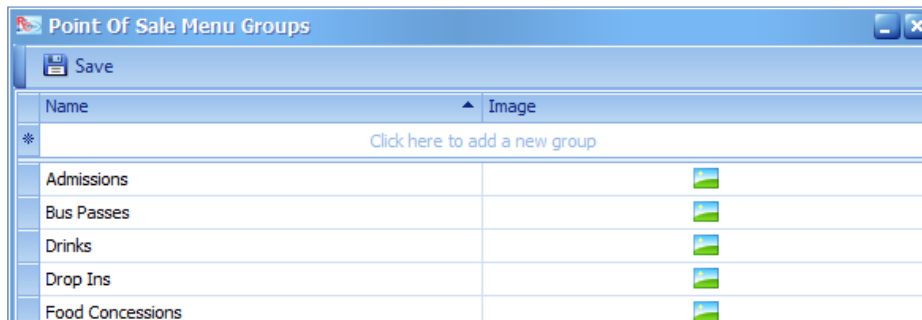 Point Of Sale Menu Groups
Save
Name Image
Click here to add a new group
Admissions
Bus Passes
Drinks
Drop Ins
Food Concessions